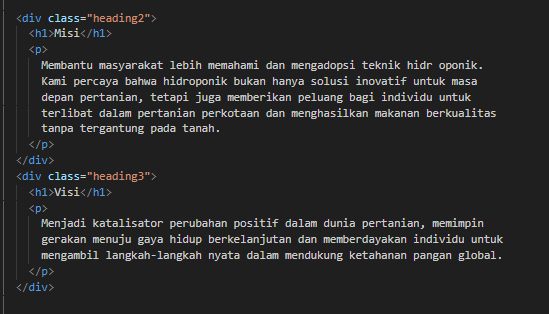 <div class="heading2">
<h1>Misi</h1>
<p>
Membantu masyarakat lebih memahami dan mengadopsi teknik hidr oponik.
Kami percaya bahwa hidroponik bukan hanya solusi inovatif untuk masa
depan pertanian, tetapi juga memberikan peluang bagi individu untuk
terlibat dalam pertanian perkotaan dan menghasilkan makanan berkualitas
tanpa tergantung pada tanah.
</p>
</div>
<div class="heading3">
<h1>Visi</h1>
<p>
Menjadi katalisator perubahan positif dalam dunia pertanian, memimpin
gerakan menuju gaya hidup berkelanjutan dan memberdayakan individu untuk
mengambil langkah-langkah nyata dalam mendukung ketahanan pangan global.
</p>
</div>